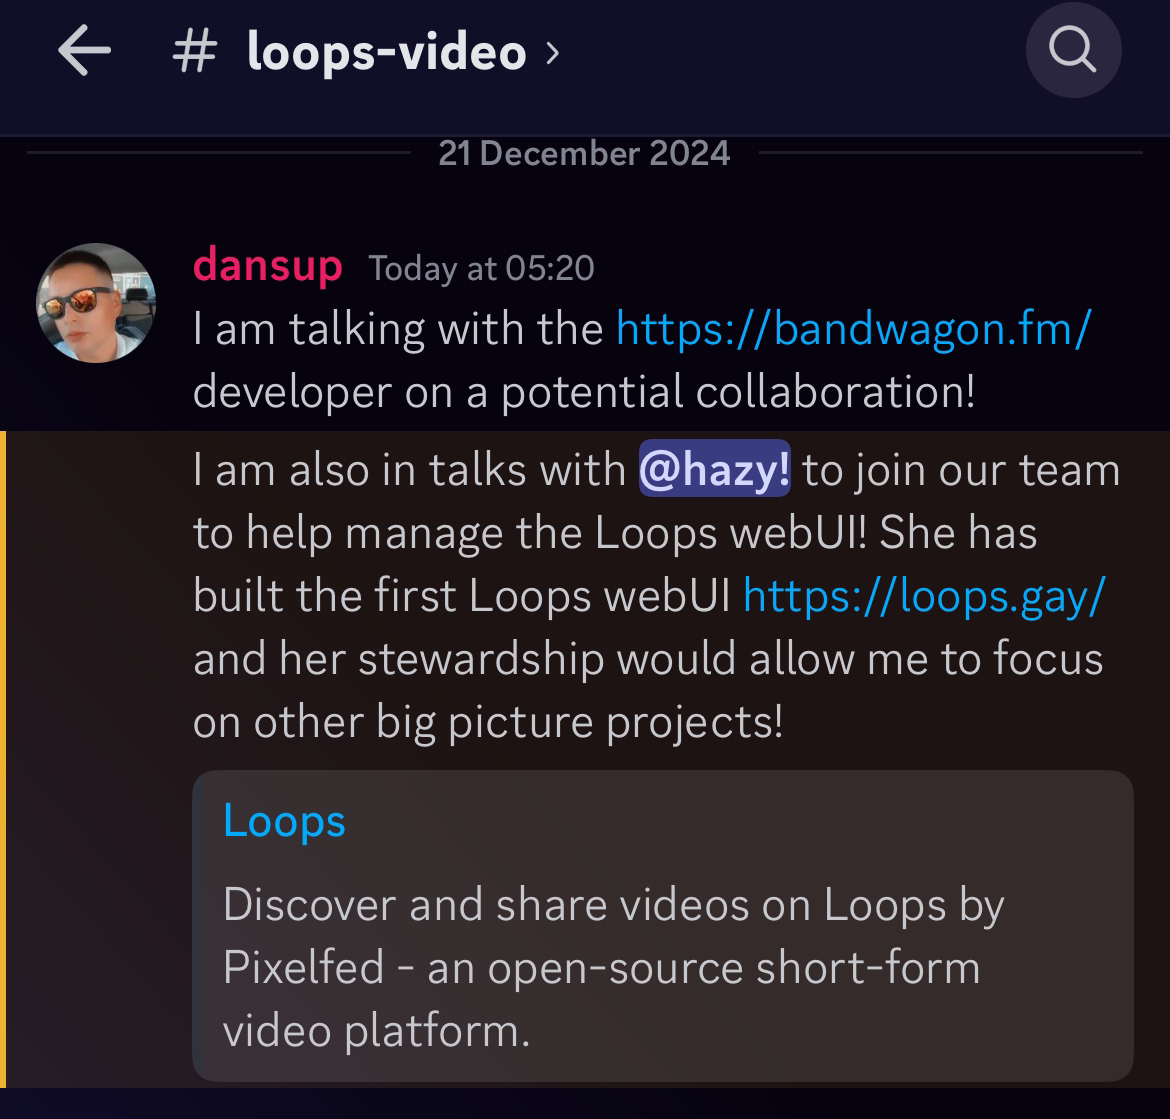 # loops-video >
21 December 2024
dansup Today at 05:20
I am talking with the https://bandwagon.fm/
developer on a potential collaboration!
I am also in talks with @hazy! to join our team
to help manage the Loops webUI! She has
built the first Loops webUI https://loops.gay/
and her stewardship would allow me to focus
on other big picture projects!
Loops
Discover and share videos on Loops by
Pixelfed - an open-source short-form
video platform.